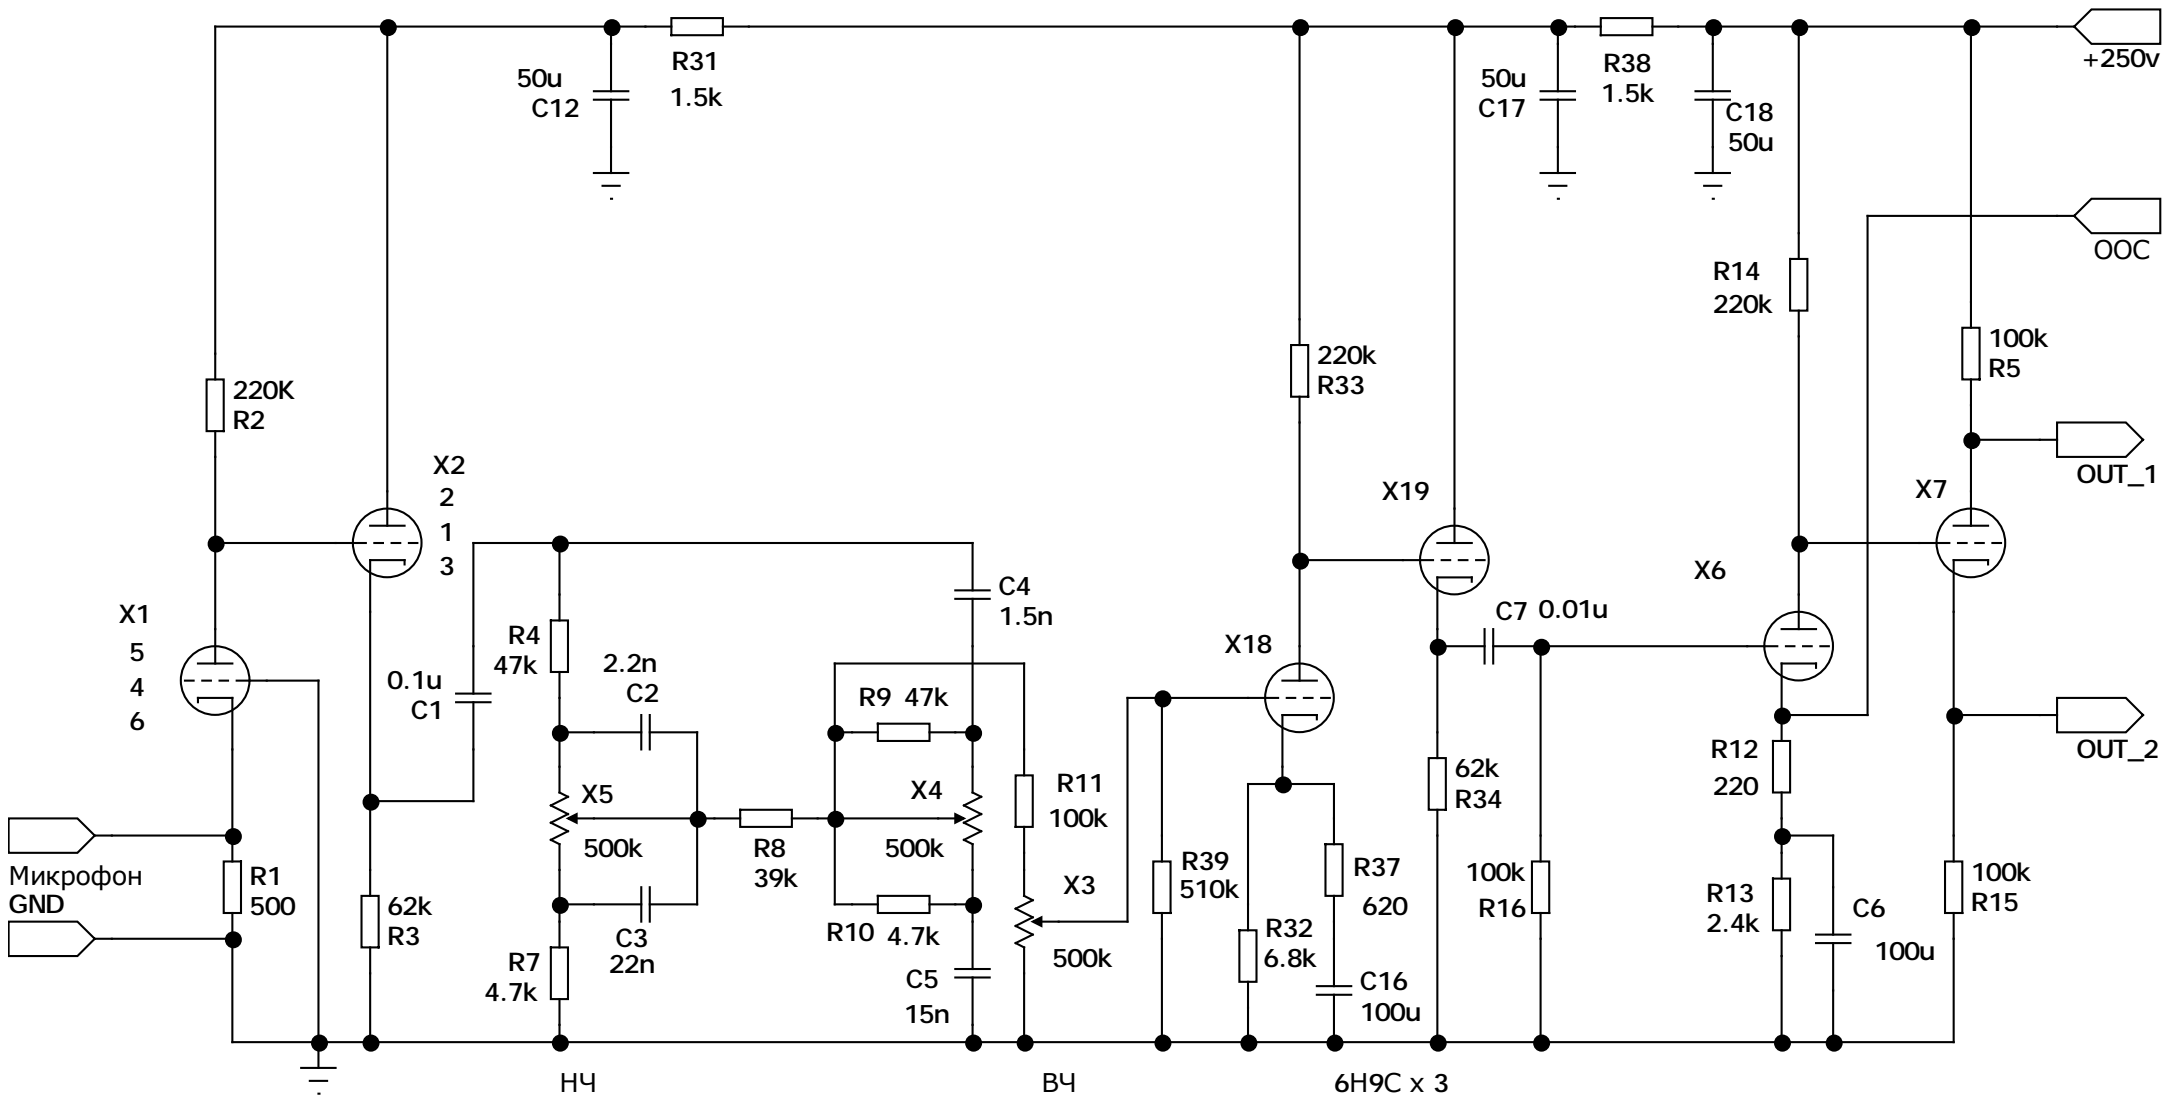 R31
1.5k
50u
C12
50u
C17
R38
1.5k
C18
50u
+250v
OOC
R14
220k
100k
R5
220k
R33
220K
R2
OUT_1
X2
2
1
3
X19
X7
X6
X1
5
4
6
C4
1.5n
C7 0.01u
R4
47k
2.2n
C2
X18
0.1u
C1
R9 47k
OUT_2
R12
220
X5
500k
X4
500k
R11
100k
62k
R34
R8
39k
Микрофон
GND
R1
500
R39
510k
R37
620
100k
R16
X3
500k
R13
2.4k
C6
100u
100k
R15
62k
R3
C3
22n
R10 4.7k
R32
6.8k
R7
4.7k
C5
15n
C16
100u
НЧ
ВЧ
6Н9С х 3